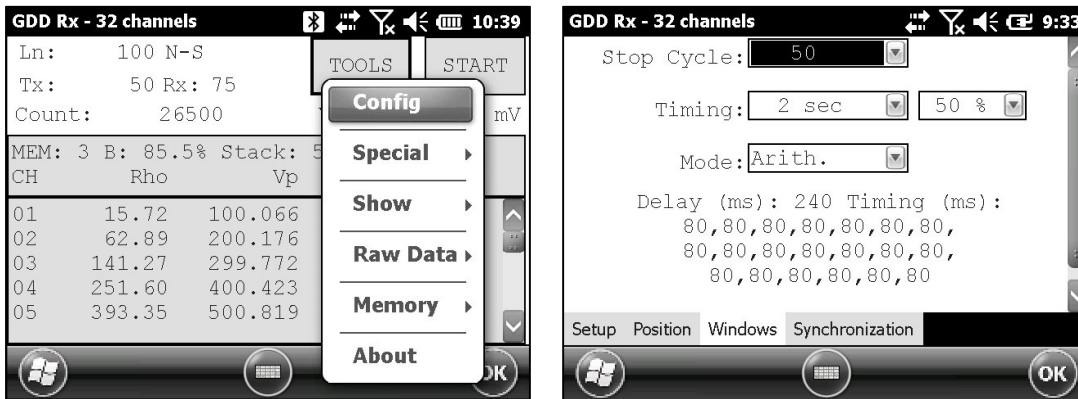 GDD Rx - 32 channels 10:39
Ln: 100 N-S
TOOLS START
Tx: 50 Rx: 75
Count: 26500 mV
MEM: 3 B: 85.5% Stack: 5
CH Rho Vp
01 15.72 100.066
02 62.89 200.176
03 141.27 299.772
04 251.60 400.423
05 393.35 500.819
Config
Special
Show
Raw Data
Memory
About
OK
GDD Rx - 32 channels 9:33
Stop Cycle: 50
Timing: 2 sec 50 %
Mode: Arith.
Delay (ms): 240 Timing (ms):
80,80,80,80,80,80,80,
80,80,80,80,80,80,80,
80,80,80,80,80,80
Setup Position Windows Synchronization
OK